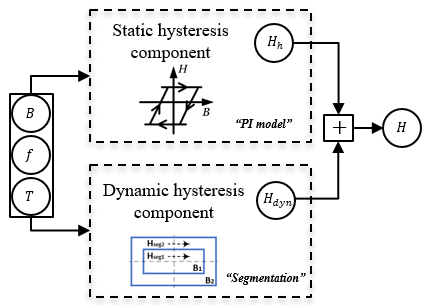 Static hysteresis
component
H
B
"PI model"
H_h
B
f
T
+
H
Dynamic hysteresis
component
H_dyn
H_seg2
H_seg1
B_1
B_2
"Segmentation"